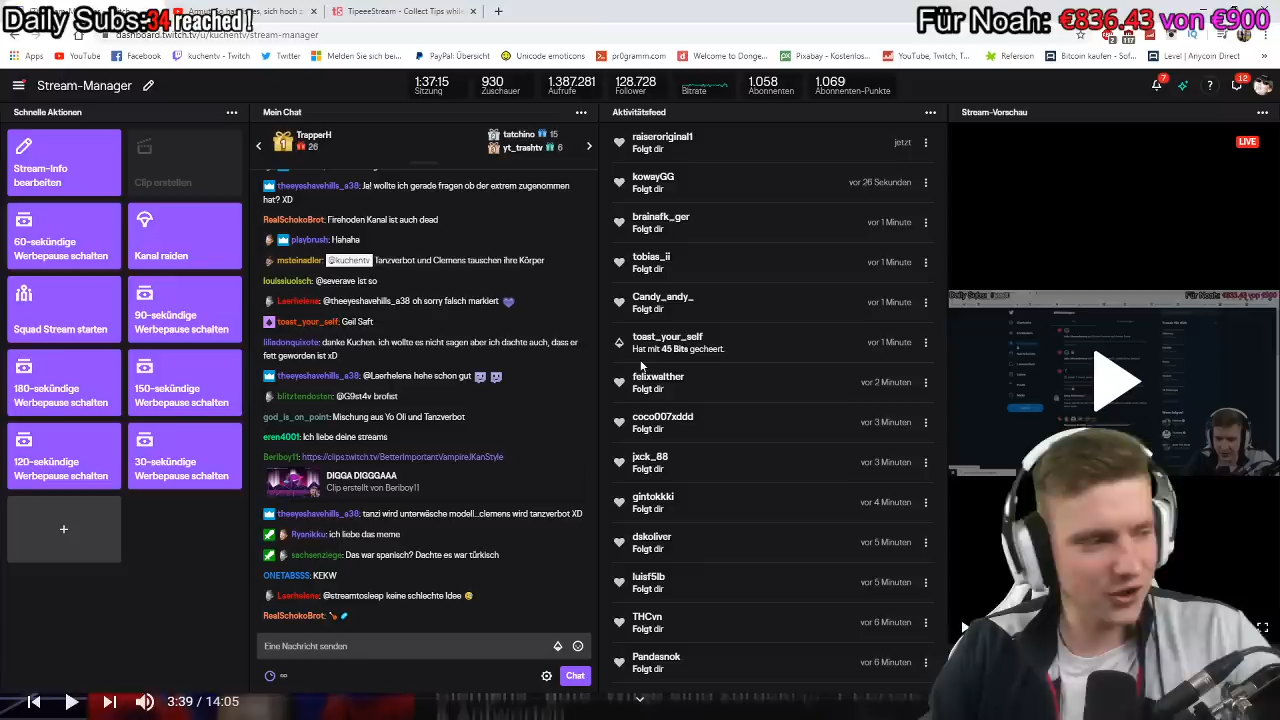 Daily Subs:34 reached !
Für Noah: €836.43 von €900
TipeeeStream - Collect Tips while
dashboard.twitch.tv/u/kuchentv/stream-manager
Apps
YouTube
Facebook
kuchentv - Twitch
Twitter
PayPal: Übersicht
Unicode emoticons
pr0gramm.com
Welcome to Donge...
Pixabay - Kostenlos...
YouTube, Twitch, T...
Refersion
Bitcoin kaufen - Sof...
Level | Anycoin Dir...
Stream-Manager
1:37:15
Sitzung
930
Zuschauer
1.387.281
Aufrufe
128.728
Follower
Bitrate
1.058
Abonnenten
1.069
Abonnenten-Punkte
7
12
Schnelle Aktionen
Stream-Info bearbeiten
Clip erstellen
60-sekündige Werbepause schalten
Kanal raiden
Squad Stream starten
90-sekündige Werbepause schalten
180-sekündige Werbepause schalten
150-sekündige Werbepause schalten
120-sekündige Werbepause schalten
30-sekündige Werbepause schalten
+
Mein Chat
TrapperH
26
tatchino 15
yt_trashtv 6
theeyeshavehills_a38: Ja! wollte ich gerade fragen ob der extrem zugenommen
hat? XD
RealSchokoBrot: Firehoden Kanal ist auch dead
playbrush: Hahaha
msteinadler: @kuchentv Tanzverbot und Clemens tauschen ihre Körper
louissiuolsch: @severave ist so
Laerhelena: @theeyeshavehills_a38 oh sorry falsch markiert
toast_your_self: Geil Saft
liliadonquixote: danke Kuchen. ich wollte es nicht sagen aber ich dachte auch, dass er
fett geworden ist xD
theeyeshavehills_a38: @Laerhelena heirs schon gut
blitztendostan: @G9st4v brofist
god_is_on_point: Mischung aus Yo Oli und Tanzverbot
eren4001: Ich liebe deine streams
Beriboy11: https://clips.twitch.tv/BetterImportantVampireJonyStyle
DIGGA DIGGGAAA
Clip erstellt von Beriboy11
theeyeshavehills_a38: tanzi wird unterwäsche modell...clemens wird tanzverbot XD
Ryanikku: ich liebe das meme
sachsenziege: Das war spanisch? Dachte es war türkisch
ONETABSSS: KEKW
Laerhelena: @streamtosleep keine schlechte Idee
RealSchokoBrot:
Eine Nachricht senden
Chat
Aktivitätsfeed
raiseroriginal1
Folgt dir
jetzt
kowayGG
Folgt dir
vor 26 Sekunden
brainafk_ger
Folgt dir
vor 1 Minute
tobias_ii
Folgt dir
vor 1 Minute
Candy_andy_
Folgt dir
vor 1 Minute
toast_your_self
Hat mit 45 Bits gecheert.
vor 1 Minute
felixwalther
Folgt dir
vor 2 Minuten
coco007xddd
Folgt dir
vor 3 Minuten
jxck_88
Folgt dir
vor 3 Minuten
gintokkki
Folgt dir
vor 4 Minuten
dskoliver
Folgt dir
vor 5 Minuten
luisf5lb
Folgt dir
vor 5 Minuten
THCvn
Folgt dir
vor 6 Minuten
Pandasnok
Folgt dir
vor 6 Minuten
Stream-Vorschau
LIVE
3:39 / 14:05